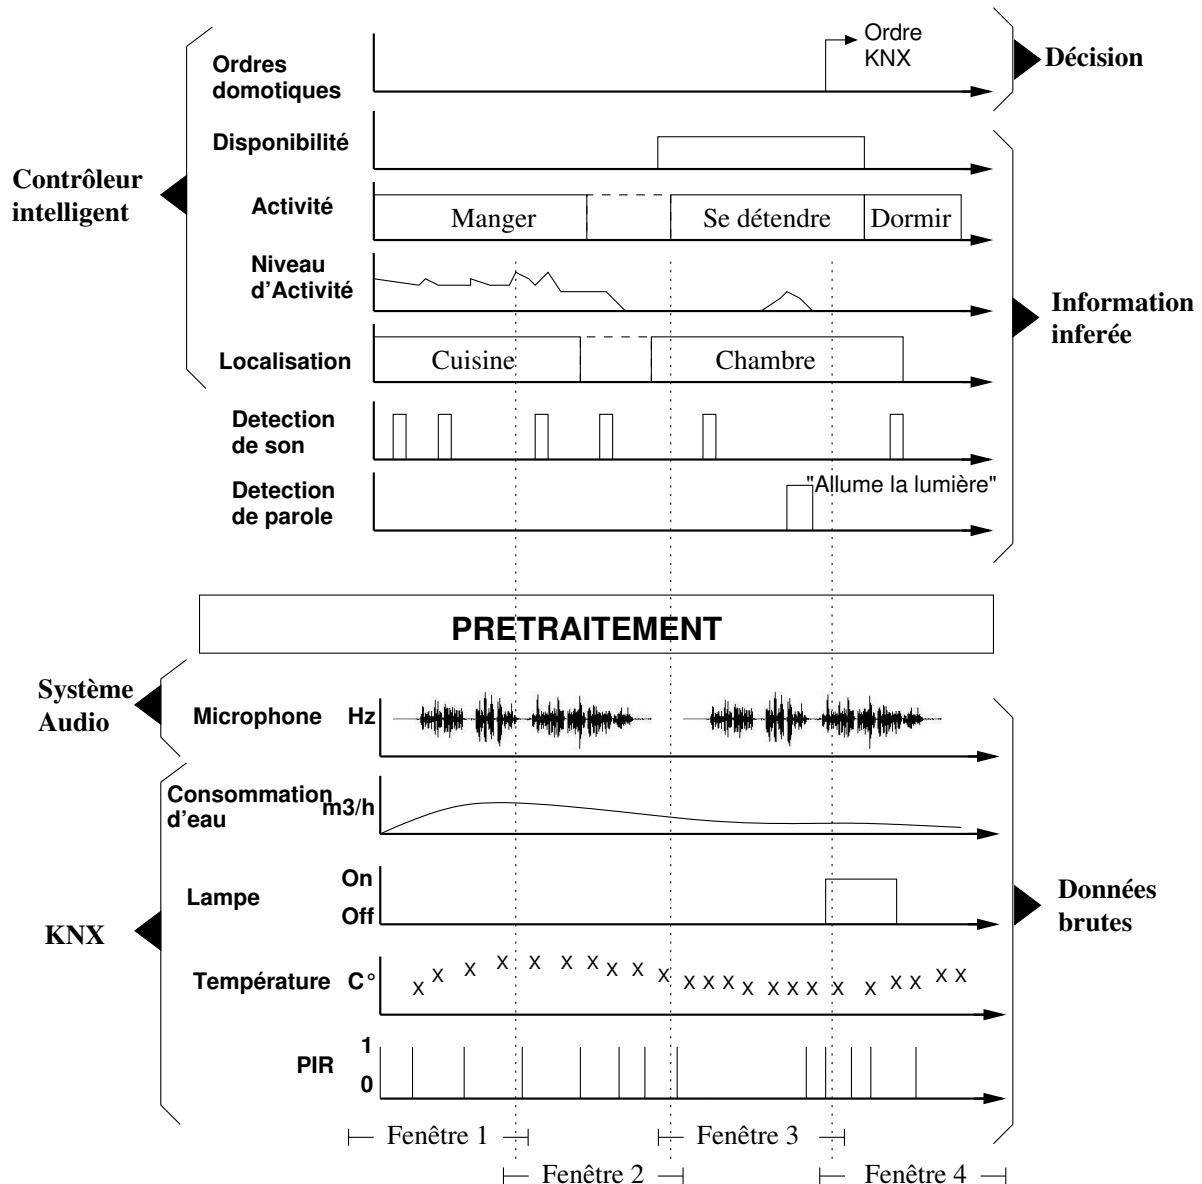 Ordre
KNX
Ordres
domotiques
Décision
Disponibilité
Contrôleur
intelligent
Activité
Manger
Se détendre
Dormir
Niveau
d'Activité
Information
inferée
Localisation
Cuisine
Chambre
Detection
de son
Detection
de parole
"Allume la lumière"
PRETRAITEMENT
Système
Audio
Microphone
Hz
Consommation
d'eau
m3/h
Lampe
On
Off
KNX
Données
brutes
Température
C°
X X X X X X X X X X X X X X X X X X X X X X X X
PIR
1
0
Fenêtre 1
Fenêtre 3
Fenêtre 2
Fenêtre 4